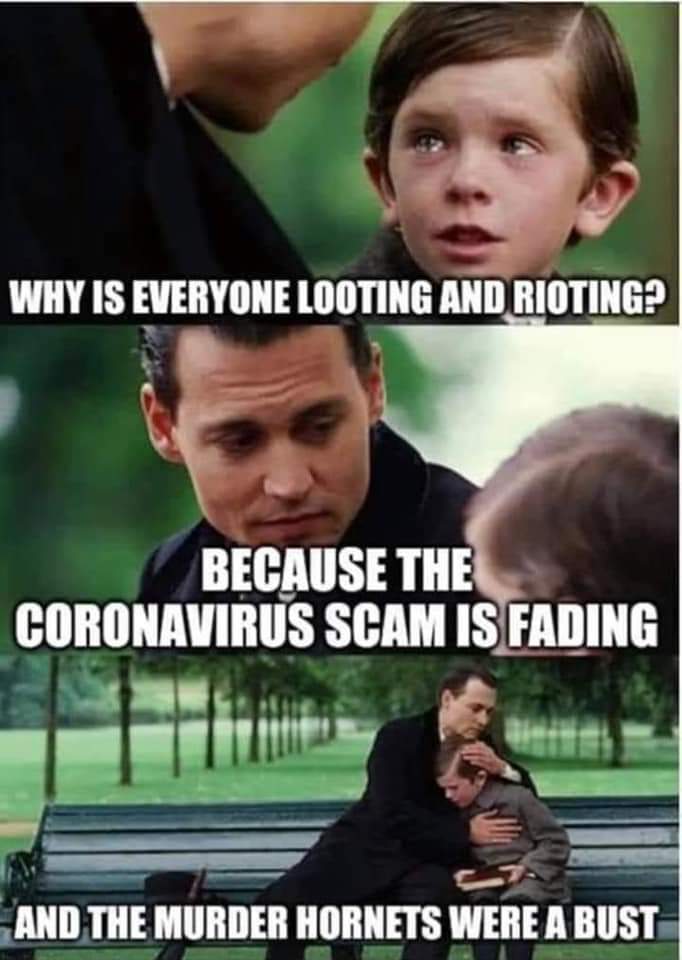 WHY IS EVERYONE LOOTING AND RIOTING?
BECAUSE THE
CORONAVIRUS SCAM IS FADING
AND THE MURDER HORNETS WERE A BUST